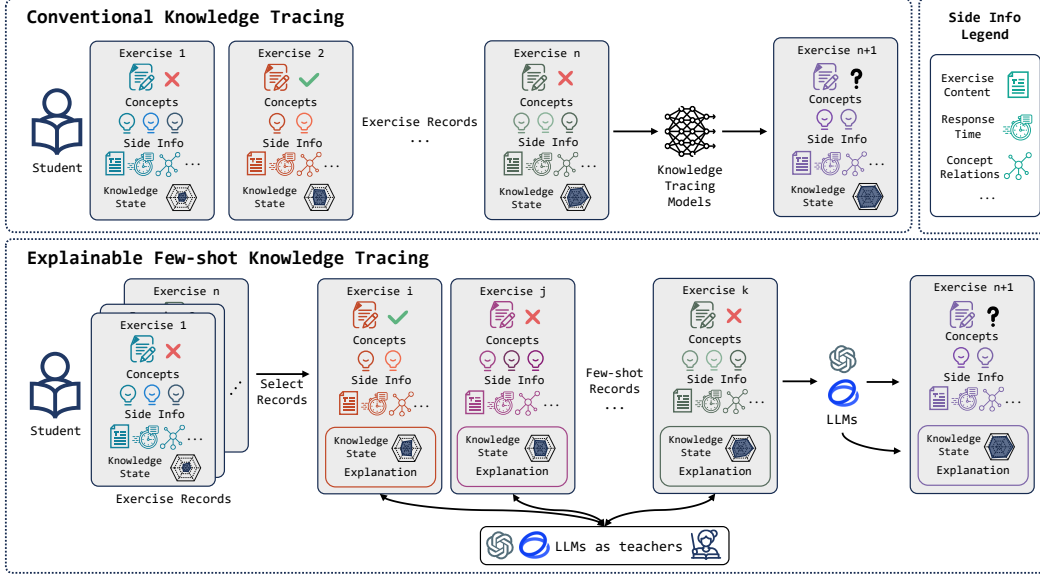 Conventional Knowledge Tracing
Student
Exercise 1
Concepts
Side Info
...
Knowledge
State
Exercise 2
Concepts
Side Info
...
Knowledge
State
Exercise Records
...
Exercise n
Concepts
Side Info
...
Knowledge
State
Knowledge
Tracing
Models
Exercise n+1
?
Concepts
Side Info
...
Knowledge
State
Side Info
Legend
Exercise
Content
Response
Time
Concept
Relations
...
Explainable Few-shot Knowledge Tracing
Student
Exercise n
Exercise 1
Concepts
Side Info
...
Knowledge
State
...
Exercise Records
Select
Records
Exercise i
Concepts
Side Info
...
Knowledge
State
Explanation
Exercise j
Concepts
Side Info
...
Knowledge
State
Explanation
Few-shot
Records
...
Exercise k
Concepts
Side Info
...
Knowledge
State
Explanation
LLMs
Exercise n+1
?
Concepts
Side Info
...
Knowledge
State
Explanation
LLMs as teachers